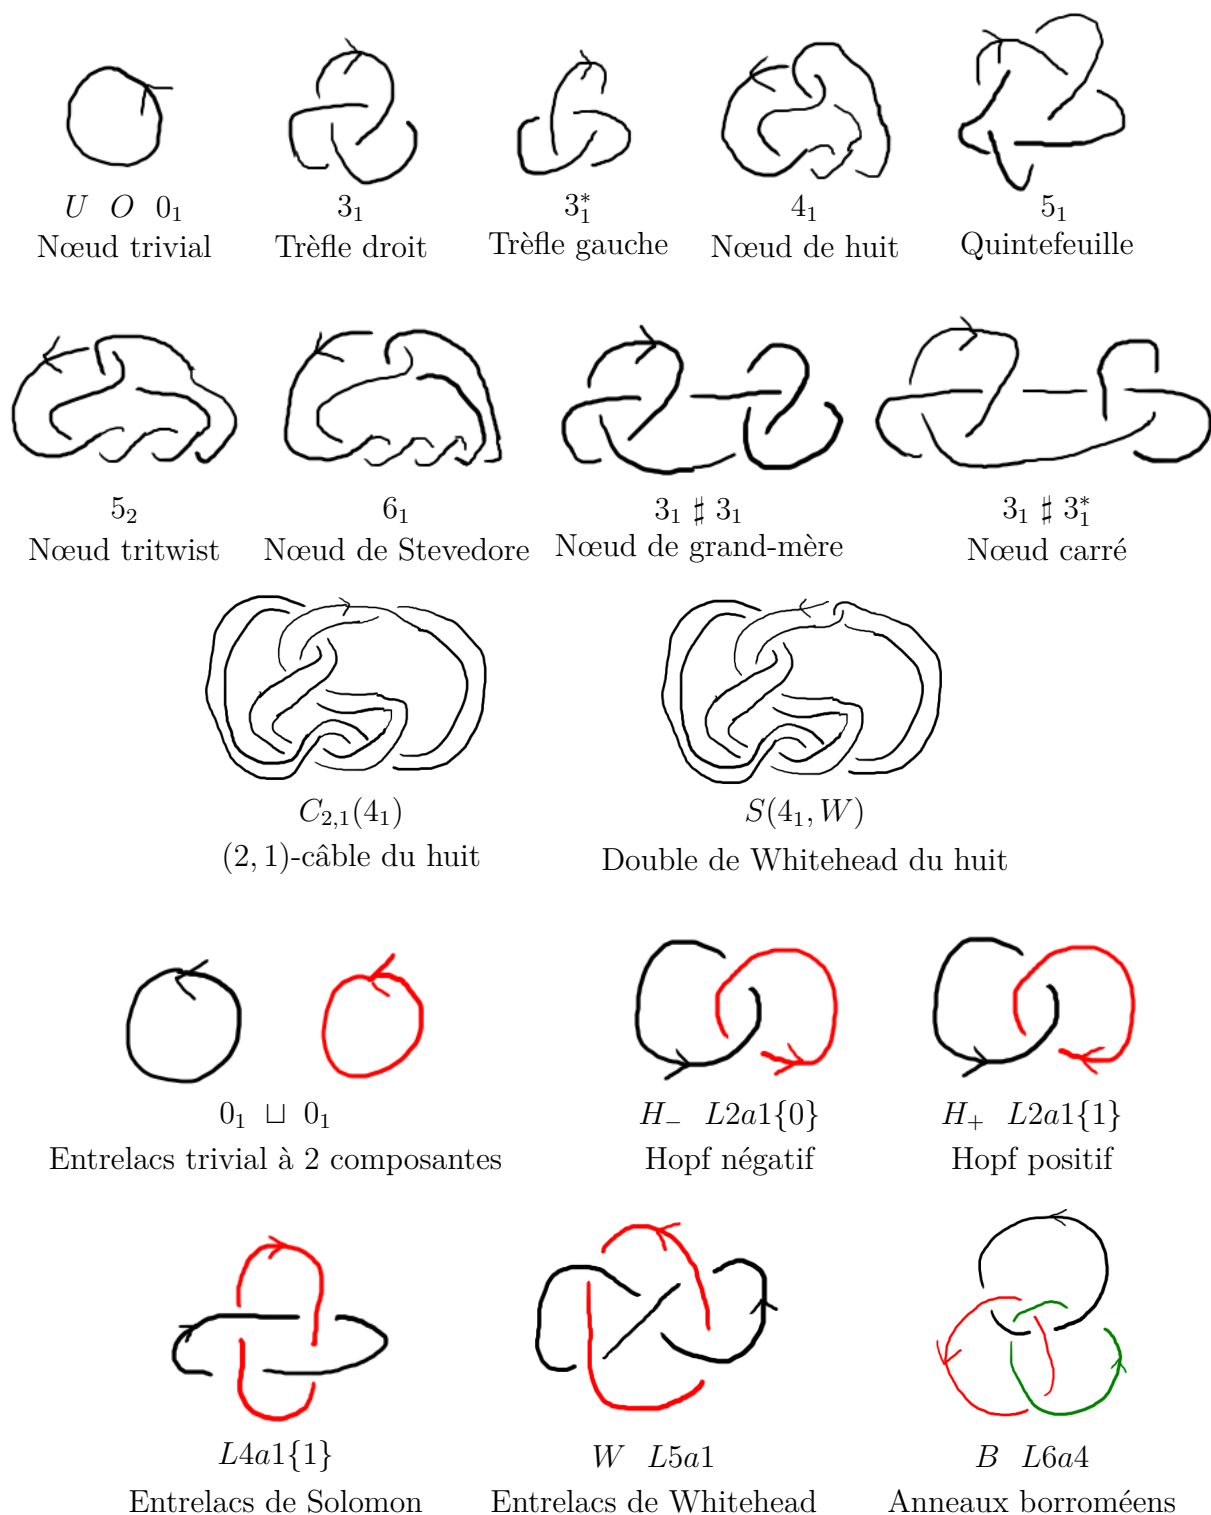 U O 0₁ 3₁ 3₁* 4₁ 5₁
Nœud trivial Trèfle droit Trèfle gauche Nœud de huit Quintefeuille
5₂ 6₁ 3₁ ♯ 3₁ 3₁ ♯ 3₁*
Nœud tritwist Nœud de Stevedore Nœud de grand-mère Nœud carré
C₂,₁(4₁) S(4₁, W)
(2, 1)-câble du huit Double de Whitehead du huit
0₁ ⊔ 0₁ H₋ L2a1{0} H₊ L2a1{1}
Entrelacs trivial à 2 composantes Hopf négatif Hopf positif
L4a1{1} W L5a1 B L6a4
Entrelacs de Solomon Entrelacs de Whitehead Anneaux borroméens